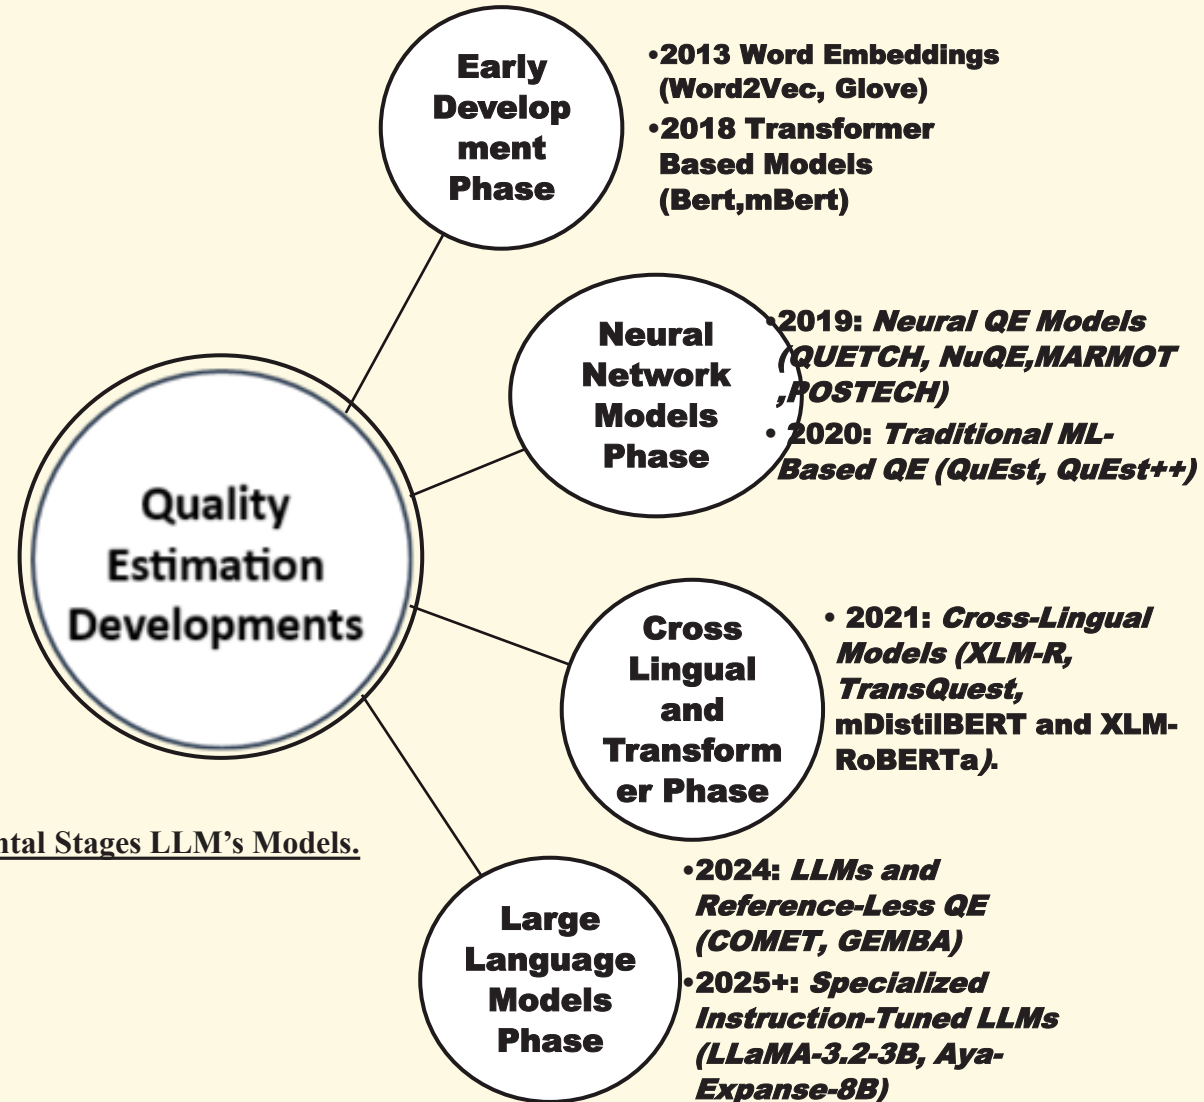 Early
Develop
ment
Phase
•2013 Word Embeddings
(Word2Vec, Glove)
•2018 Transformer
Based Models
(Bert,mBert)
Neural
Network
Models
Phase
•2019: Neural QE Models
(QUETCH, NuQE,MARMOT
,POSTECH)
• 2020: Traditional ML-
Based QE (QuEst, QuEst++)
Quality
Estimation
Developments
Cross
Lingual
and
Transform
er Phase
• 2021: Cross-Lingual
Models (XLM-R,
TransQuest,
mDistilBERT and XLM-
RoBERTa).
ntal Stages LLM’s Models.
Large
Language
Models
Phase
•2024: LLMs and
Reference-Less QE
(COMET, GEMBA)
•2025+: Specialized
Instruction-Tuned LLMs
(LLaMA-3.2-3B, Aya-
Expanse-8B)